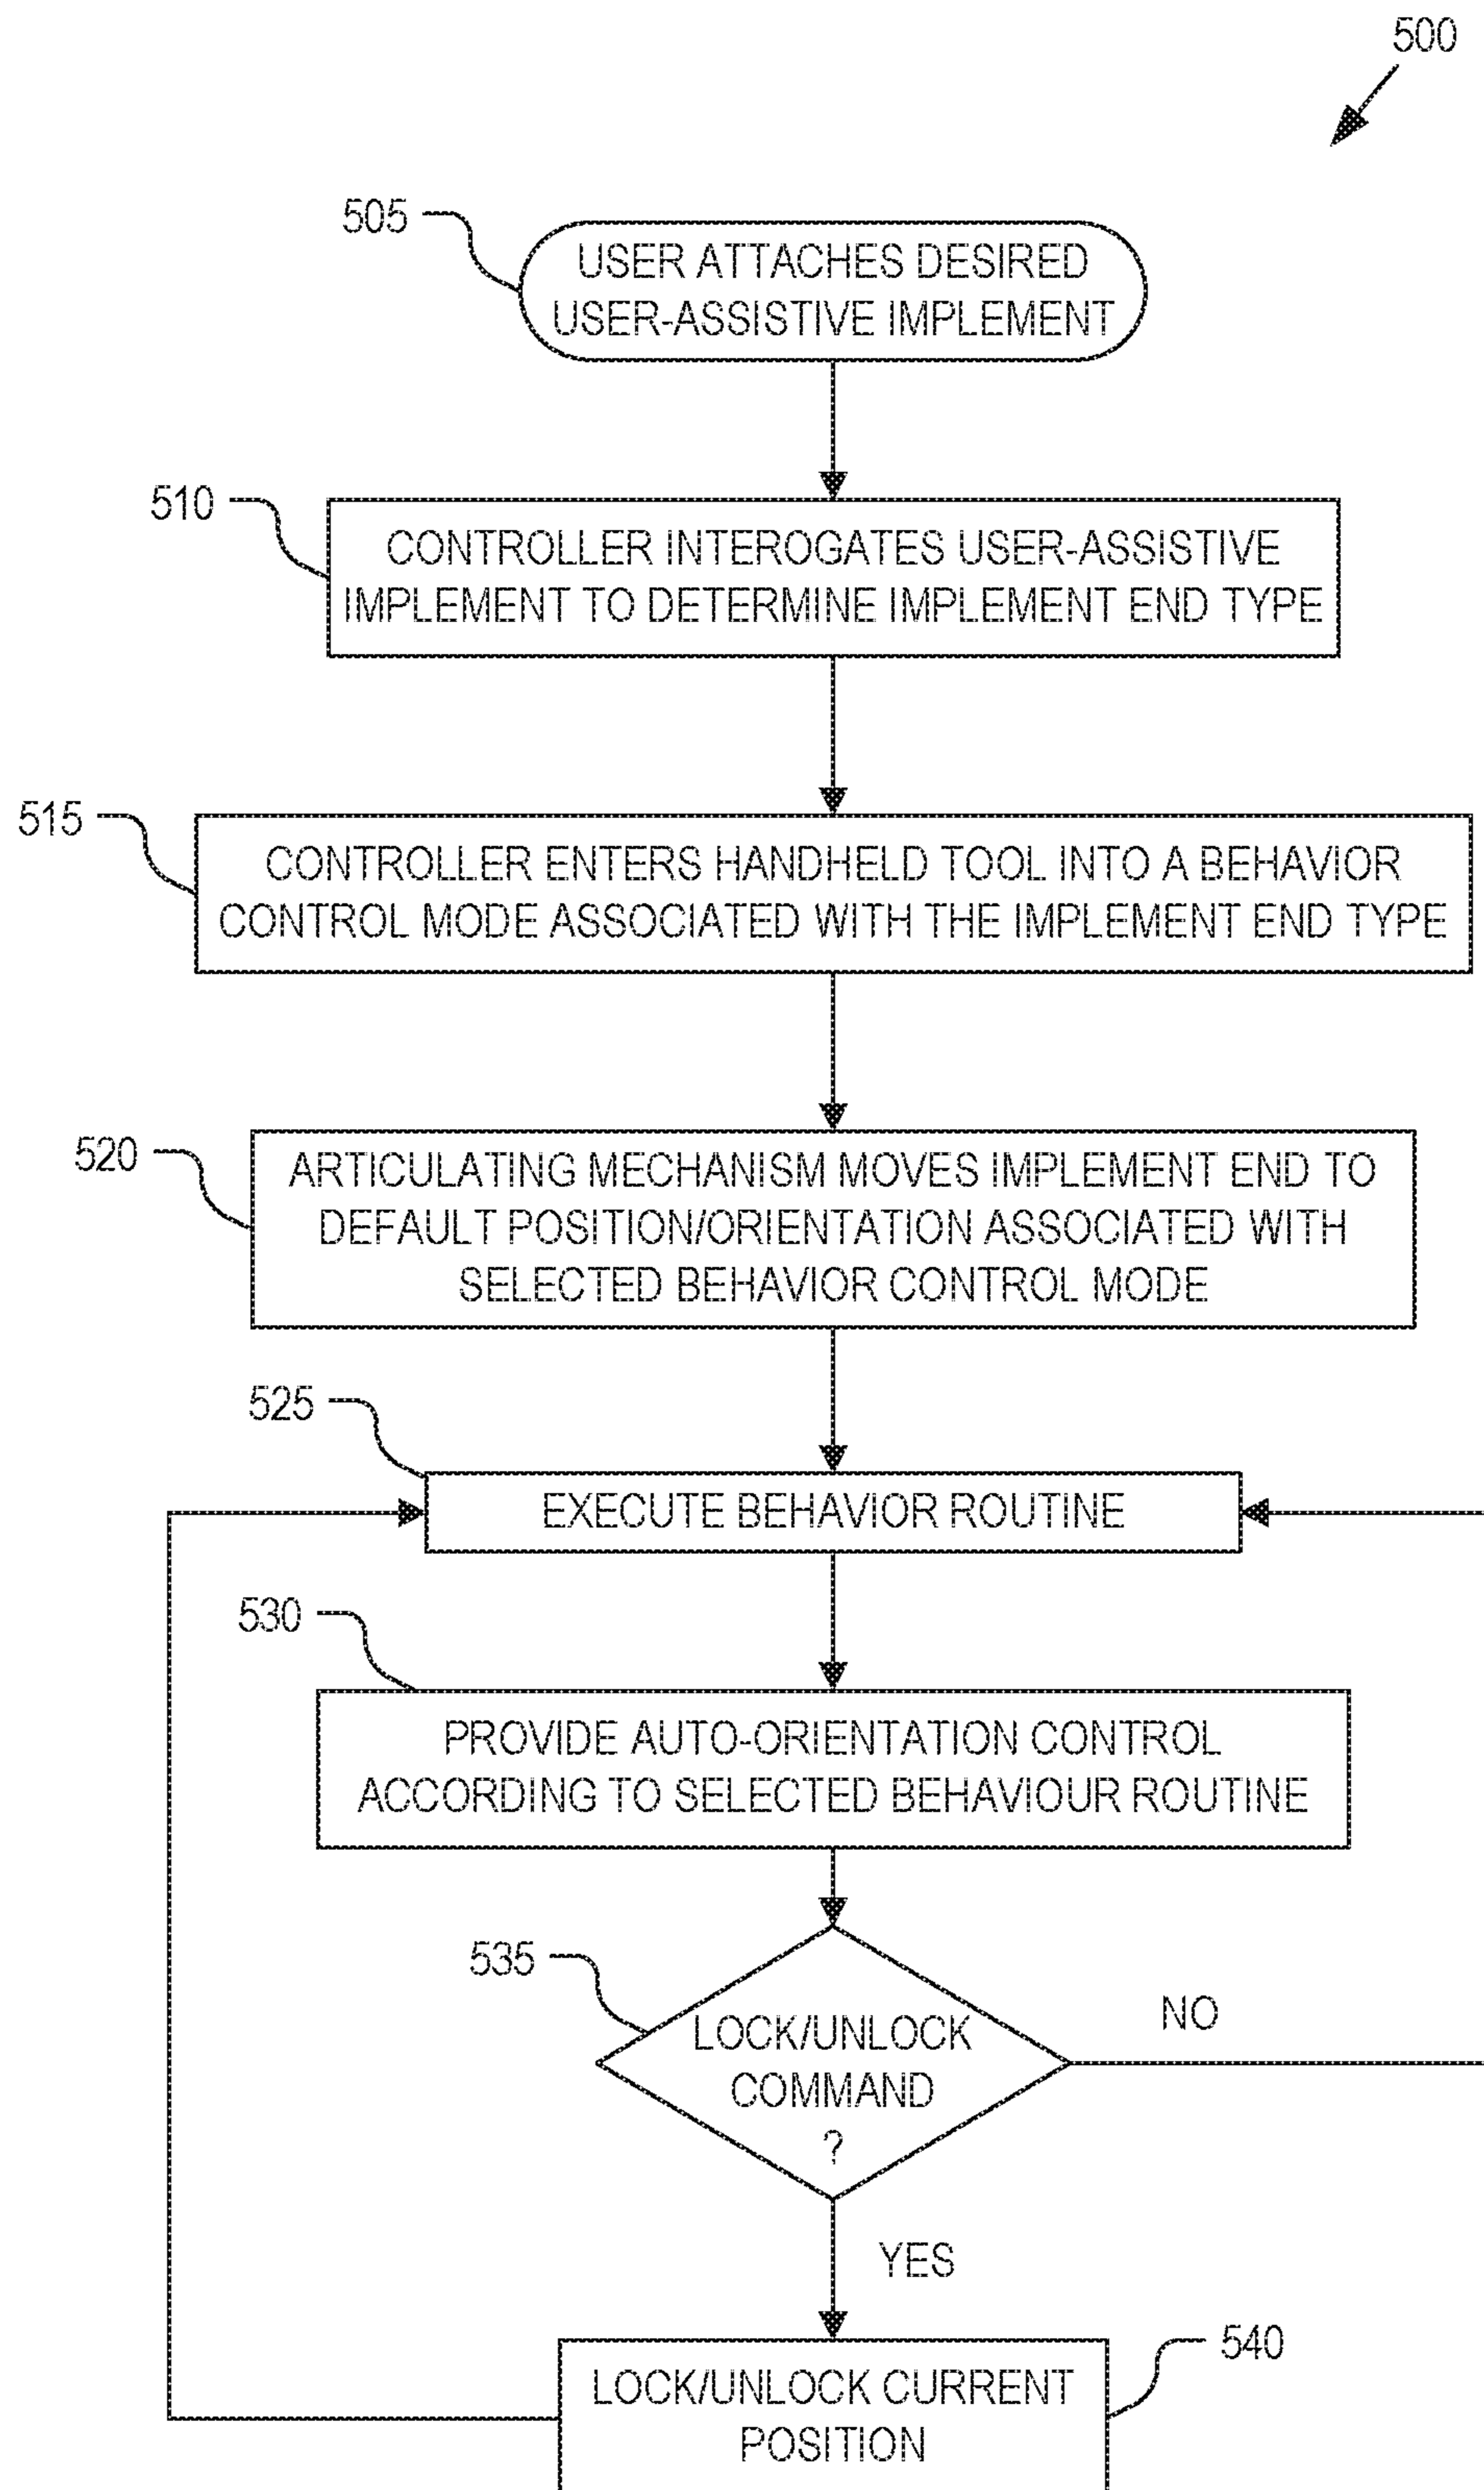 500
505
USER ATTACHES DESIRED
USER-ASSISTIVE IMPLEMENT
510
CONTROLLER INTEROGATES USER-ASSISTIVE
IMPLEMENT TO DETERMINE IMPLEMENT END TYPE
515
CONTROLLER ENTERS HANDHELD TOOL INTO A BEHAVIOR
CONTROL MODE ASSOCIATED WITH THE IMPLEMENT END TYPE
520
ARTICULATING MECHANISM MOVES IMPLEMENT END TO
DEFAULT POSITION/ORIENTATION ASSOCIATED WITH
SELECTED BEHAVIOR CONTROL MODE
525
EXECUTE BEHAVIOR ROUTINE
530
PROVIDE AUTO-ORIENTATION CONTROL
ACCORDING TO SELECTED BEHAVIOUR ROUTINE
535
LOCK/UNLOCK
COMMAND
?
NO
YES
540
LOCK/UNLOCK CURRENT
POSITION